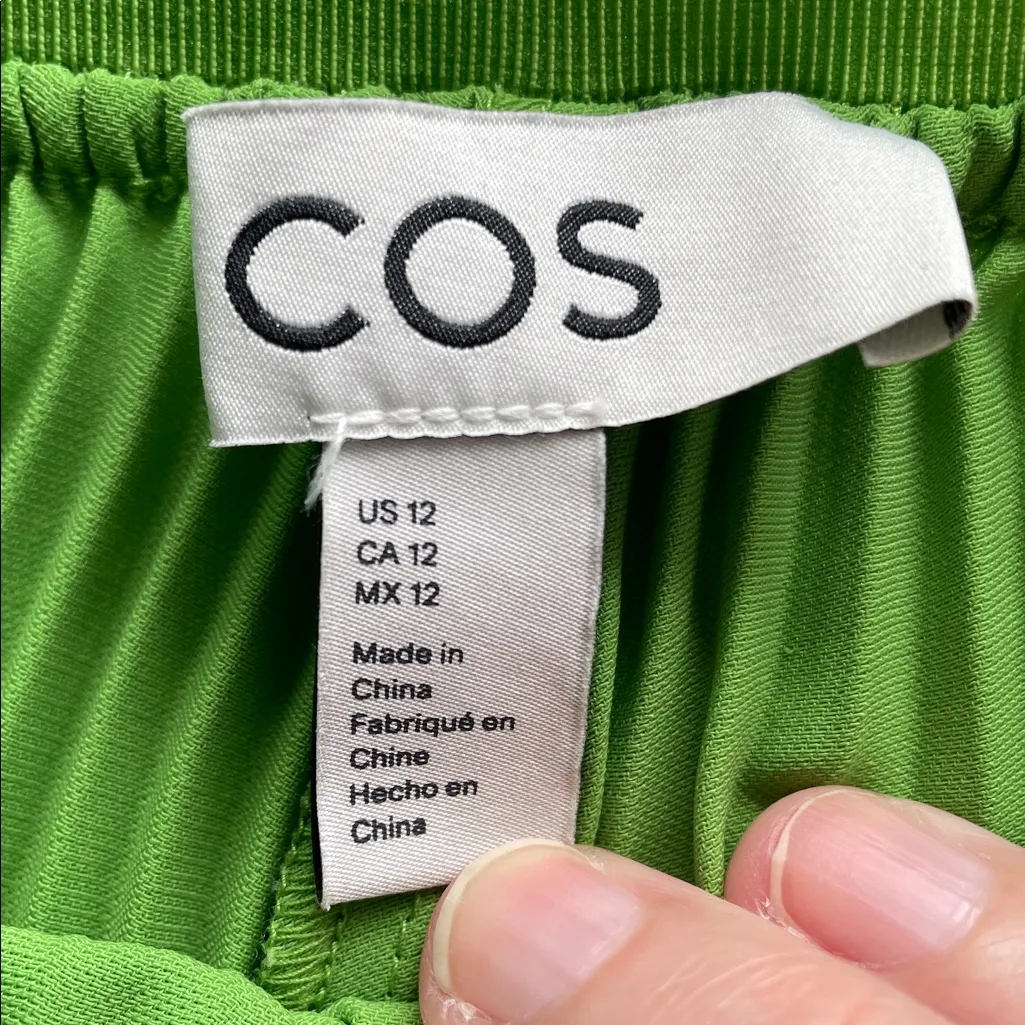 COS
US 12
CA 12
MX 12
Made in
China
Fabriqué en
Chine
Hecho en
China